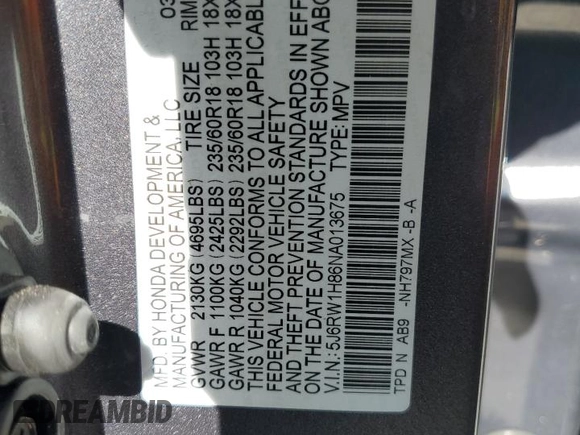 MFD. BY HONDA DEVELOPMENT &
MANUFACTURING OF AMERICA, LLC
03
GVWR 2130KG (4695LBS) TIRE SIZE RIM
GAWR F 1100KG (2425LBS) 235/60R18 103H 18X
GAWR R 1040KG (2292LBS) 235/60R18 103H 18X
THIS VEHICLE CONFORMS TO ALL APPLICABLE
FEDERAL MOTOR VEHICLE SAFETY
AND THEFT PREVENTION STANDARDS IN EFF
ON THE DATE OF MANUFACTURE SHOWN ABO
V.I.N.:5J6RW1H86NA013675 TYPE: MPV
TPD N AB9 -NH797MX -B -A
DREAMBID